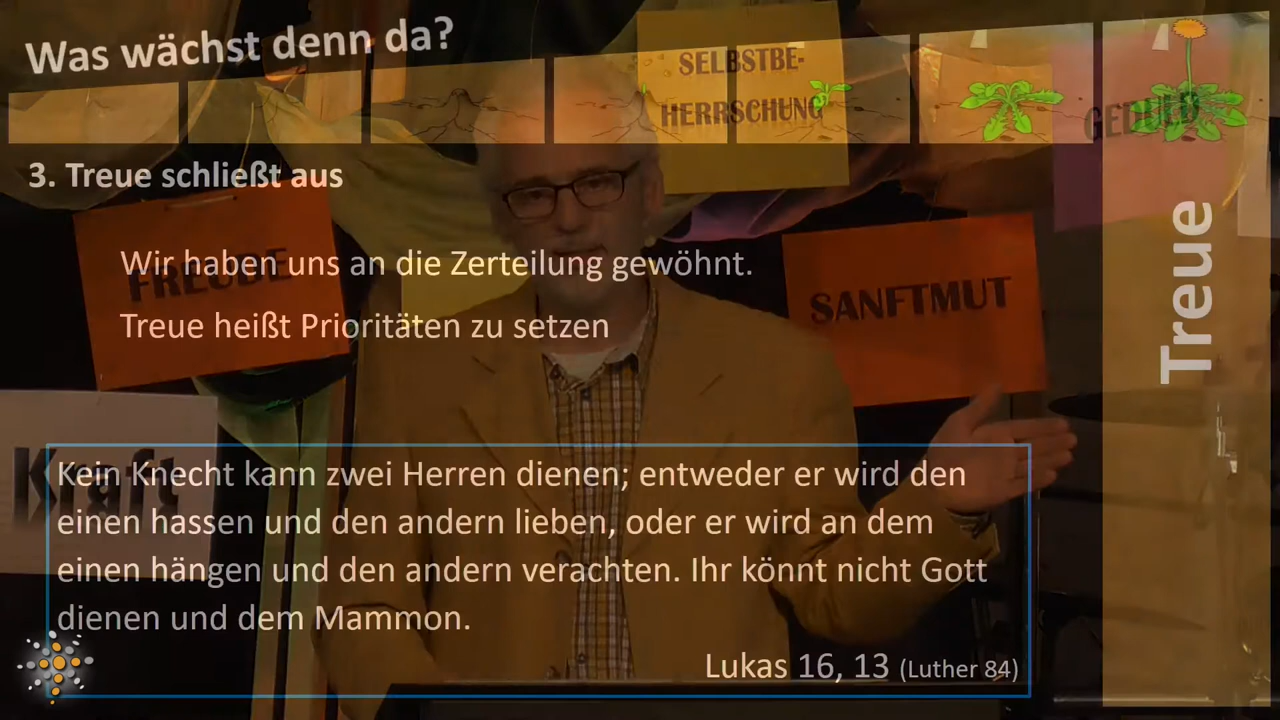 Was wächst denn da?
SELBSTBE-
HERRSCHUNG
GEDULD
3. Treue schließt aus
FREUDE
Wir haben uns an die Zerteilung gewöhnt.
SANFTMUT
Treue heißt Prioritäten zu setzen
Treue
Kraft
Kein Knecht kann zwei Herren dienen; entweder er wird den
einen hassen und den andern lieben, oder er wird an dem
einen hängen und den andern verachten. Ihr könnt nicht Gott
dienen und dem Mammon.
Lukas 16, 13 (Luther 84)